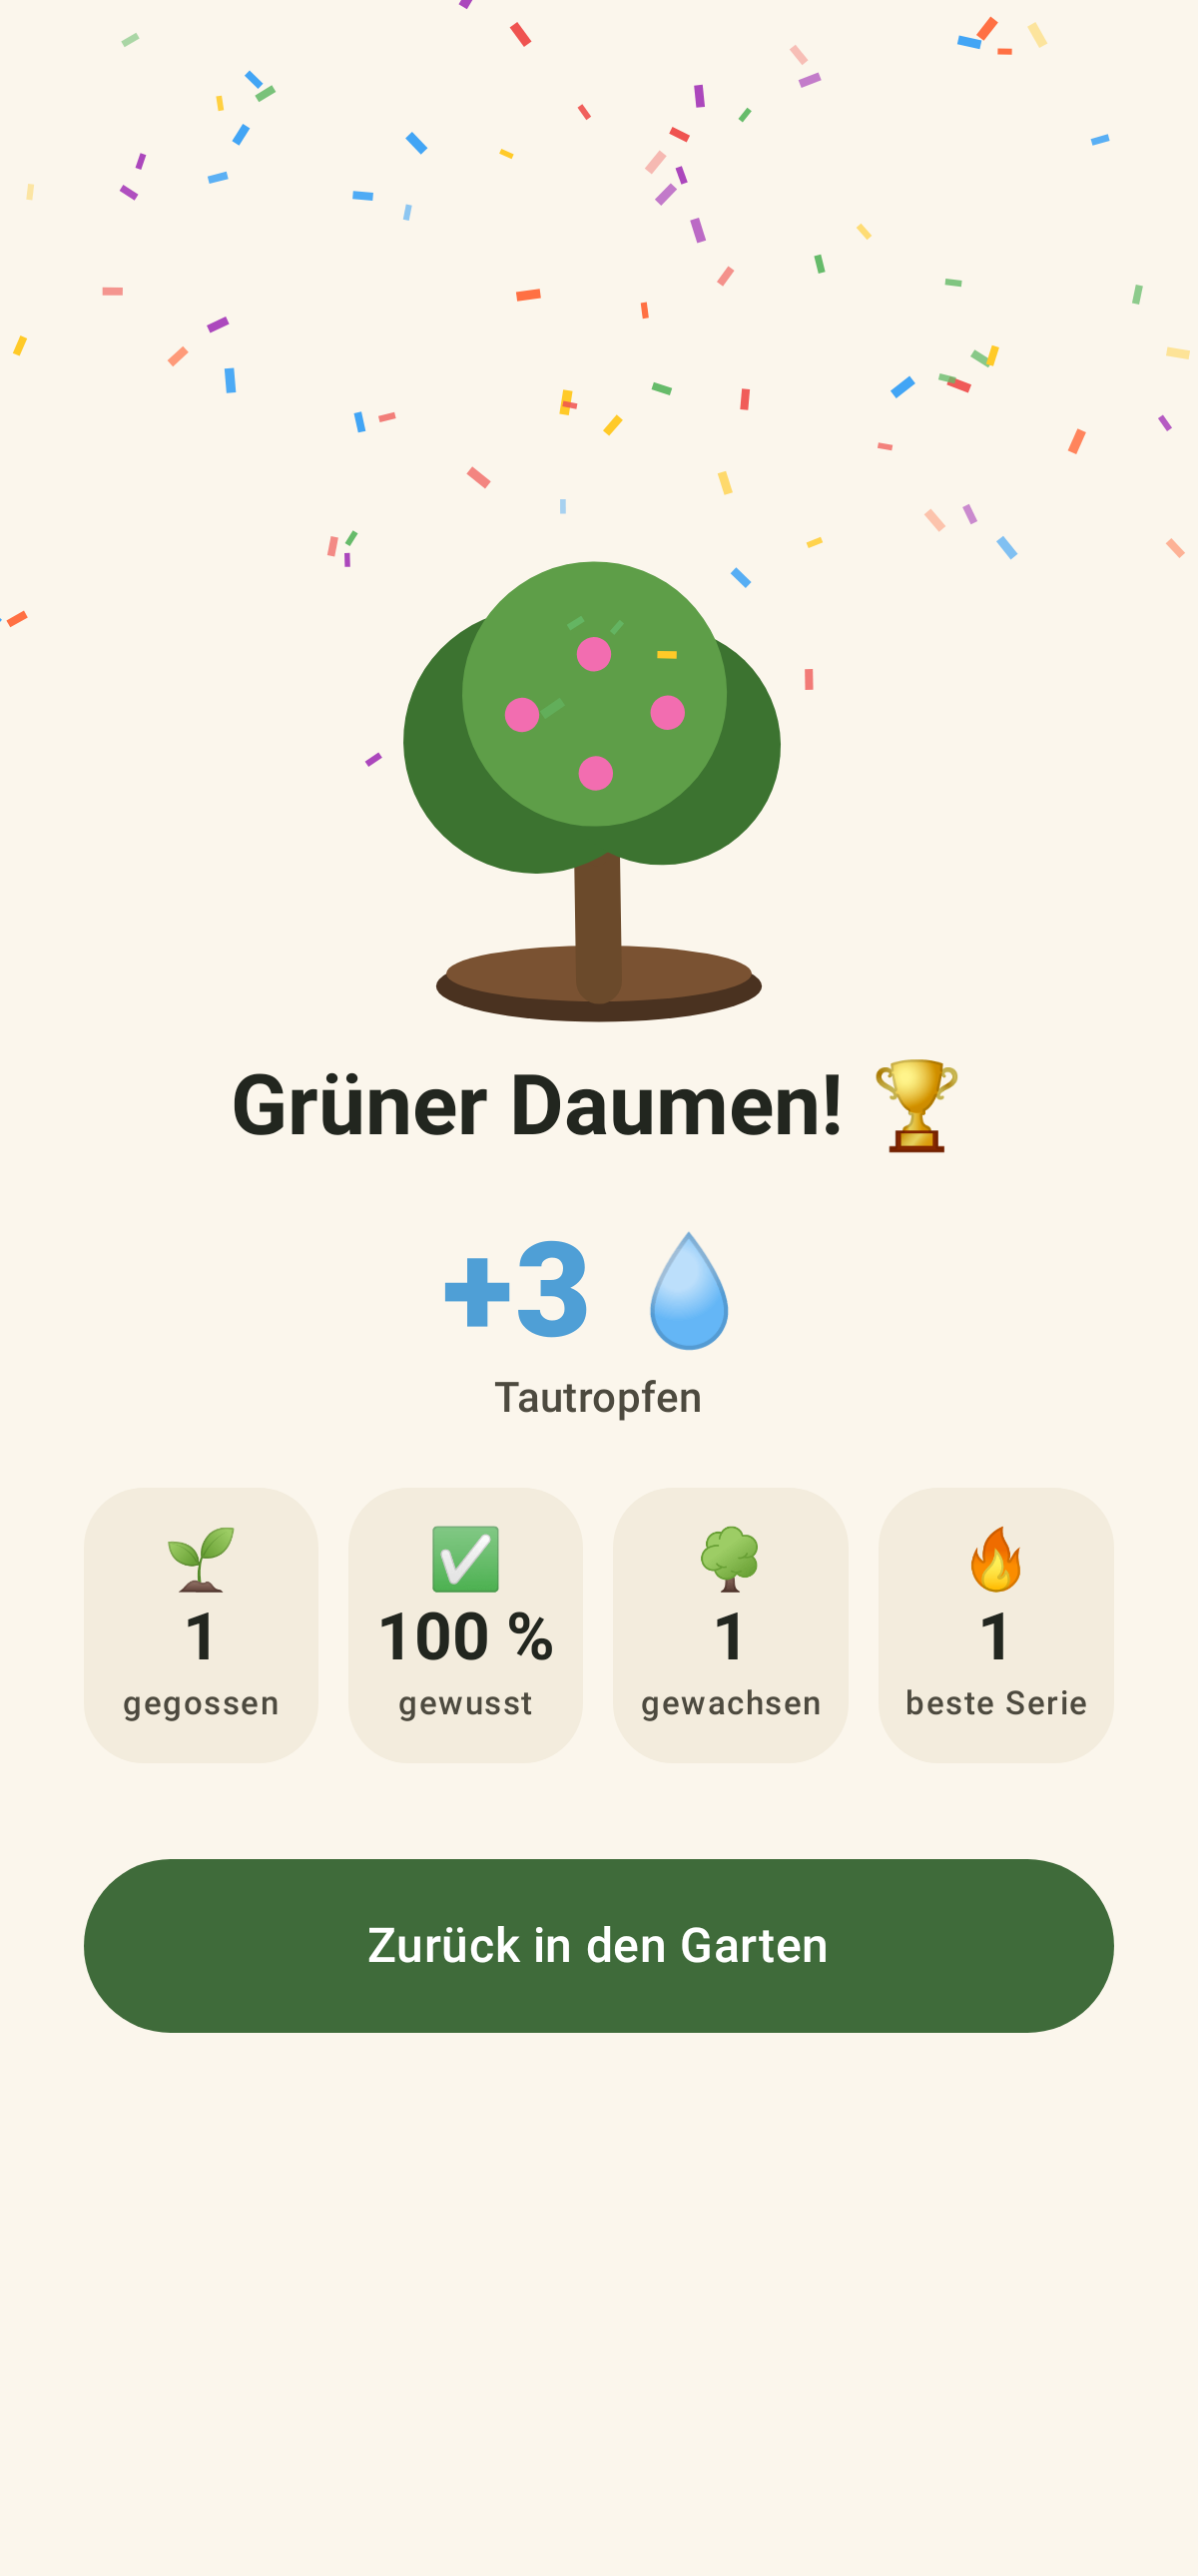 Grüner Daumen! 🏆
+3 💧
Tautropfen
🌱 ✅ 🌳 🔥
1 100 % 1 1
gegossen gewusst gewachsen beste Serie
Zurück in den Garten